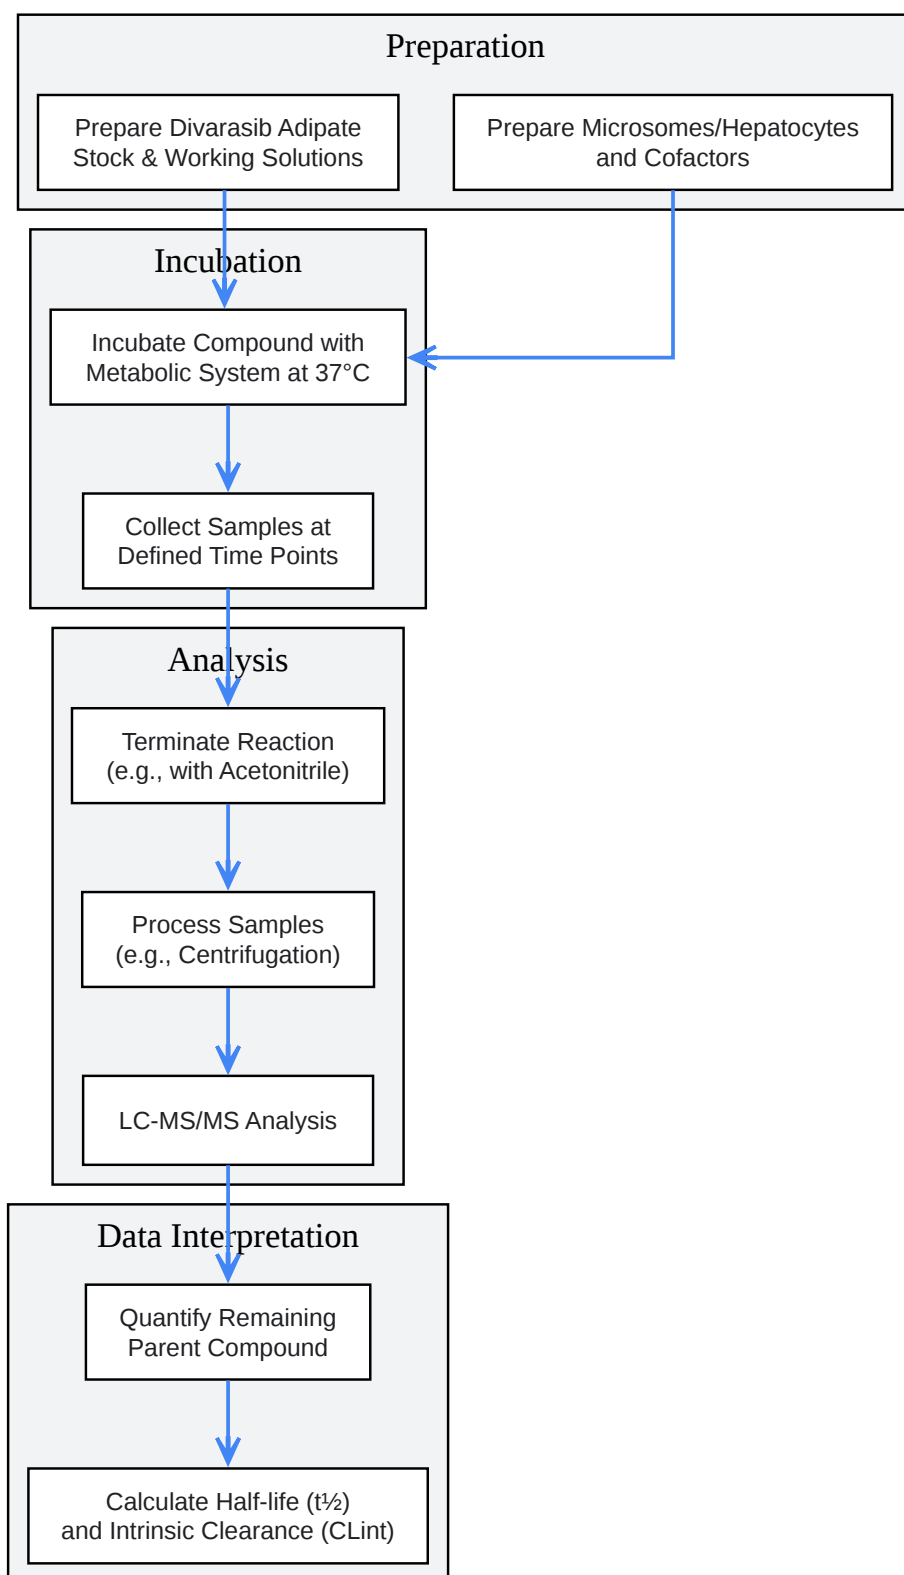 Preparation
Prepare Divarasib Adipate
Stock & Working Solutions
Prepare Microsomes/Hepatocytes
and Cofactors
Incubation
Incubate Compound with
Metabolic System at 37°C
Collect Samples at
Defined Time Points
Analysis
Terminate Reaction
(e.g., with Acetonitrile)
Process Samples
(e.g., Centrifugation)
LC-MS/MS Analysis
Data Interpretation
Quantify Remaining
Parent Compound
Calculate Half-life (t½)
and Intrinsic Clearance (CLint)